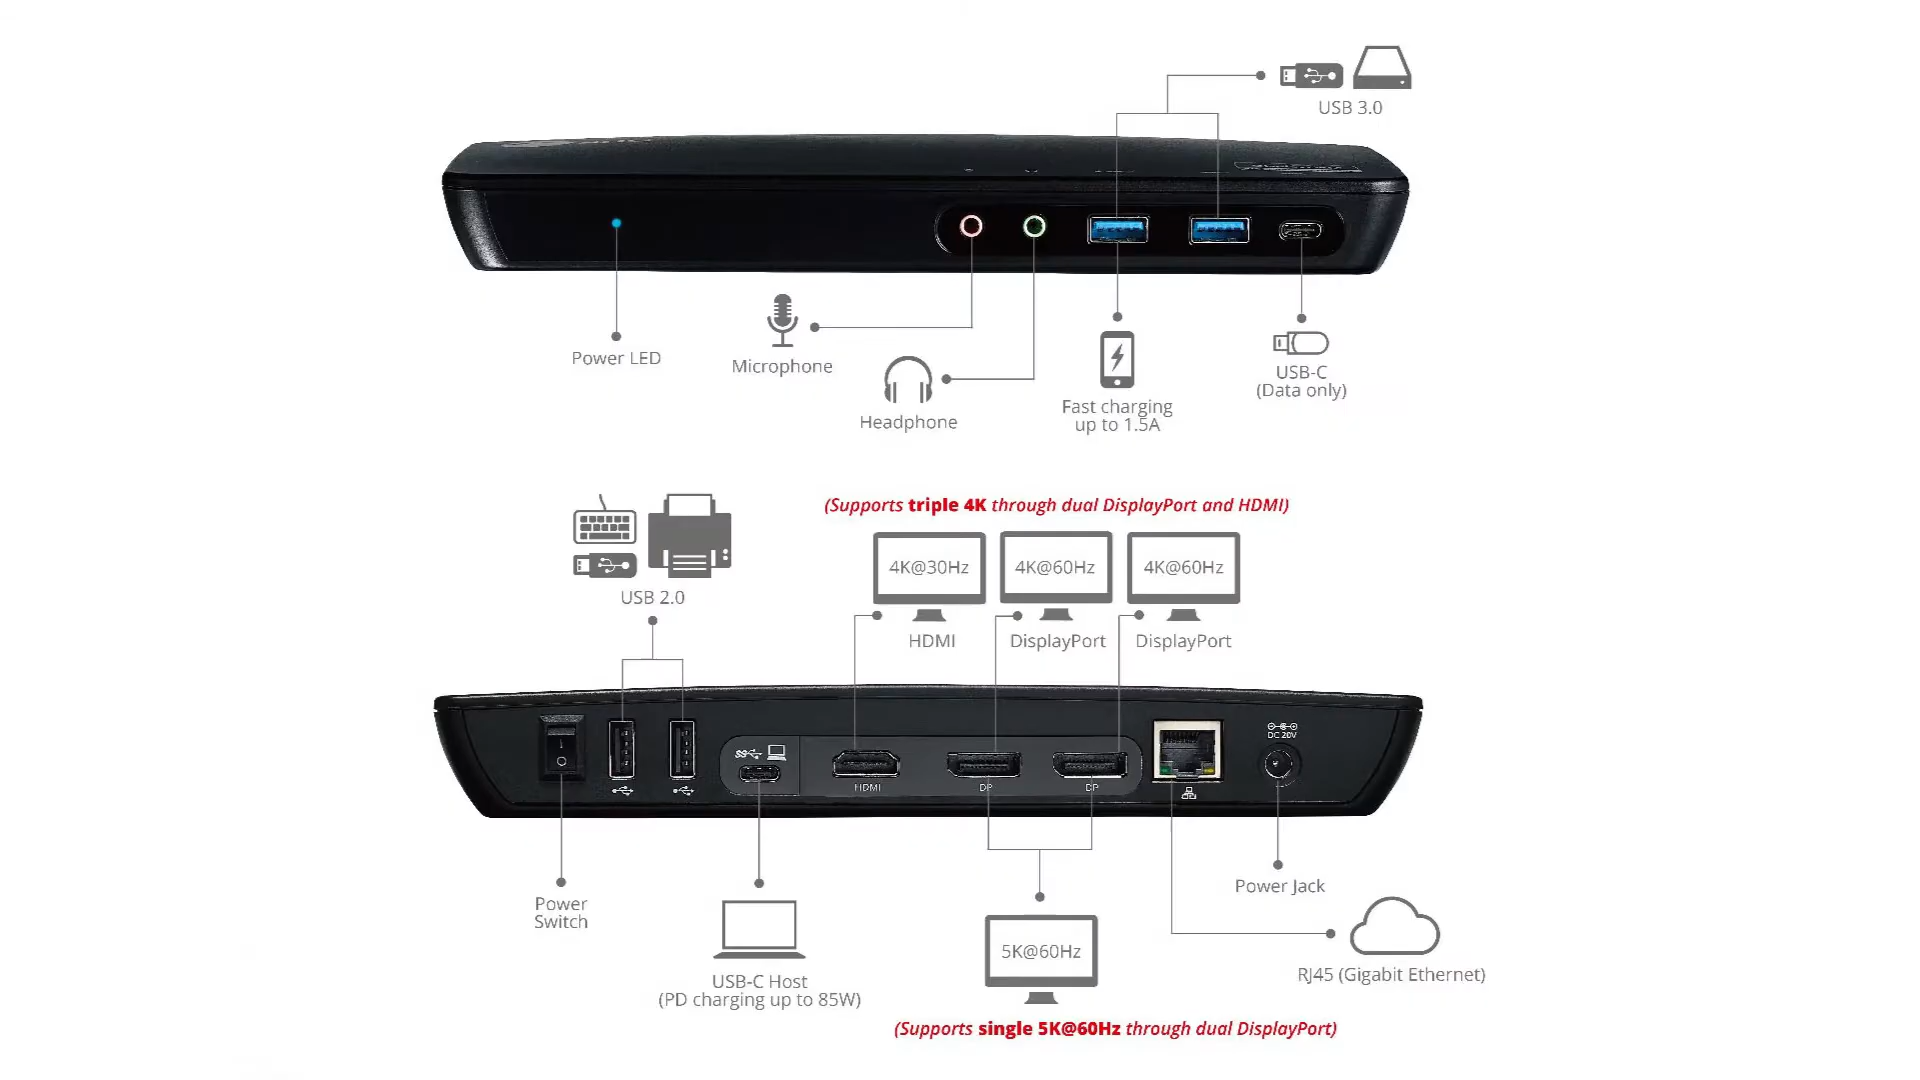 USB 3.0
Power LED
Microphone
Headphone
Fast charging
up to 1.5A
USB-C
(Data only)
(Supports triple 4K through dual DisplayPort and HDMI)
4K@30Hz
4K@60Hz
4K@60Hz
USB 2.0
HDMI
DisplayPort
DisplayPort
DC 20V
HDMI
DP
DP
Power
Switch
Power Jack
5K@60Hz
USB-C Host
(PD charging up to 85W)
RJ45 (Gigabit Ethernet)
(Supports single 5K@60Hz through dual DisplayPort)